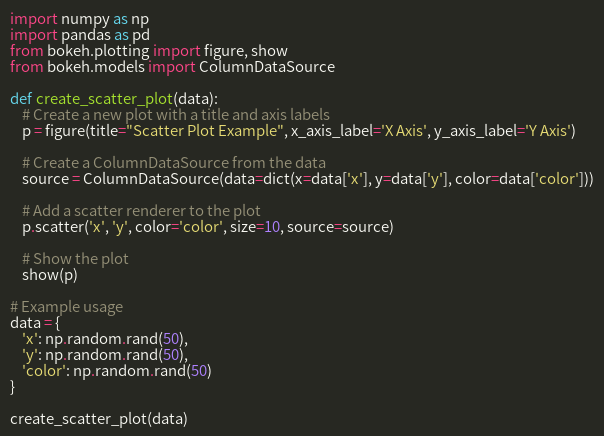 import numpy as np
import pandas as pd
from bokeh.plotting import figure, show
from bokeh.models import ColumnDataSource

def create_scatter_plot(data):
    # Create a new plot with a title and axis labels
    p = figure(title="Scatter Plot Example", x_axis_label='X Axis', y_axis_label='Y Axis')

    # Create a ColumnDataSource from the data
    source = ColumnDataSource(data=dict(x=data['x'], y=data['y'], color=data['color']))

    # Add a scatter renderer to the plot
    p.scatter('x', 'y', color='color', size=10, source=source)

    # Show the plot
    show(p)

# Example usage
data = {
    'x': np.random.rand(50),
    'y': np.random.rand(50),
    'color': np.random.rand(50)
}

create_scatter_plot(data)